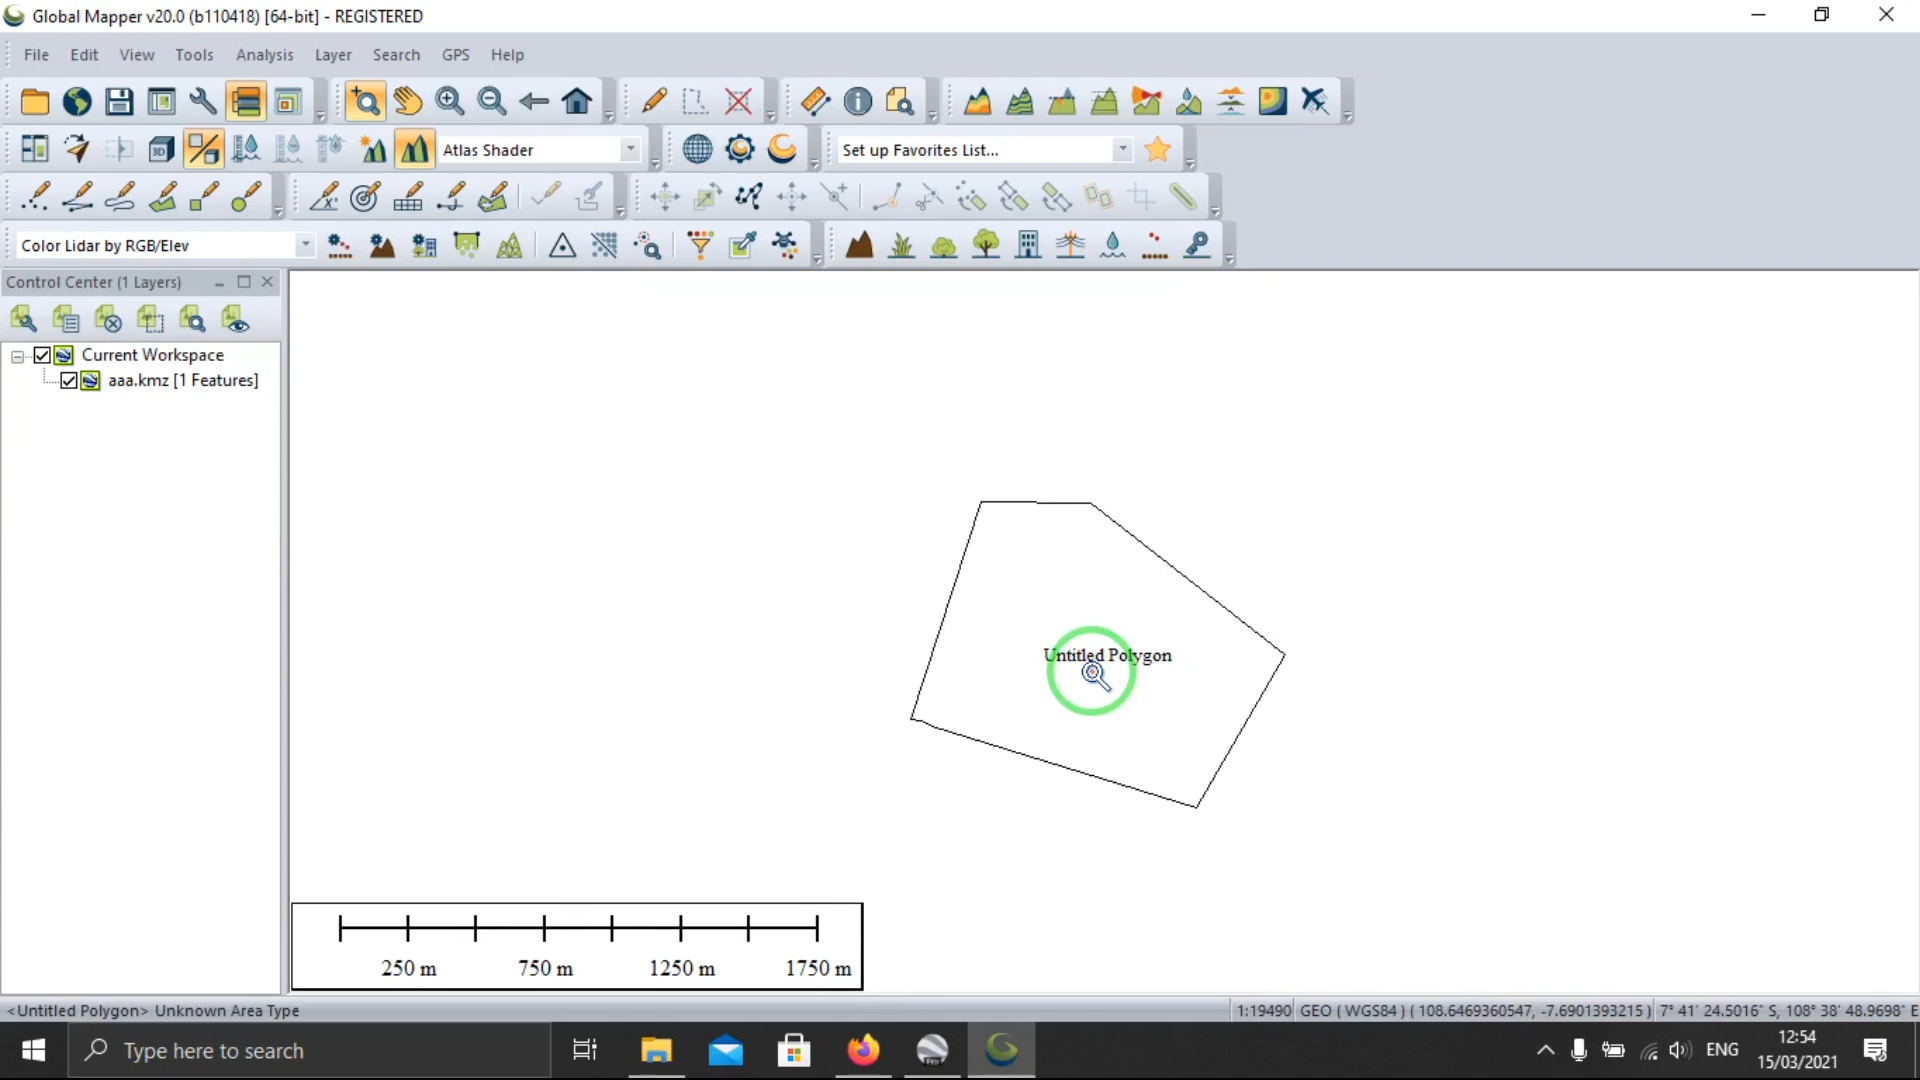 Global Mapper v20.0 (b110418) [64-bit] - REGISTERED
File Edit View Tools Analysis Layer Search GPS Help
Atlas Shader
Set up Favorites List...
Color Lidar by RGB/Elev
Control Center (1 Layers)
Current Workspace
aaa.kmz [1 Features]
Untitled Polygon
250 m 750 m 1250 m 1750 m
<Untitled Polygon> Unknown Area Type
1:19490 GEO ( WGS84 ) ( 108.6469360547, -7.6901393215 ) 7° 41' 24.5016" S, 108° 38' 48.9698" E
Type here to search
Pro
ENG
12:54
15/03/2021